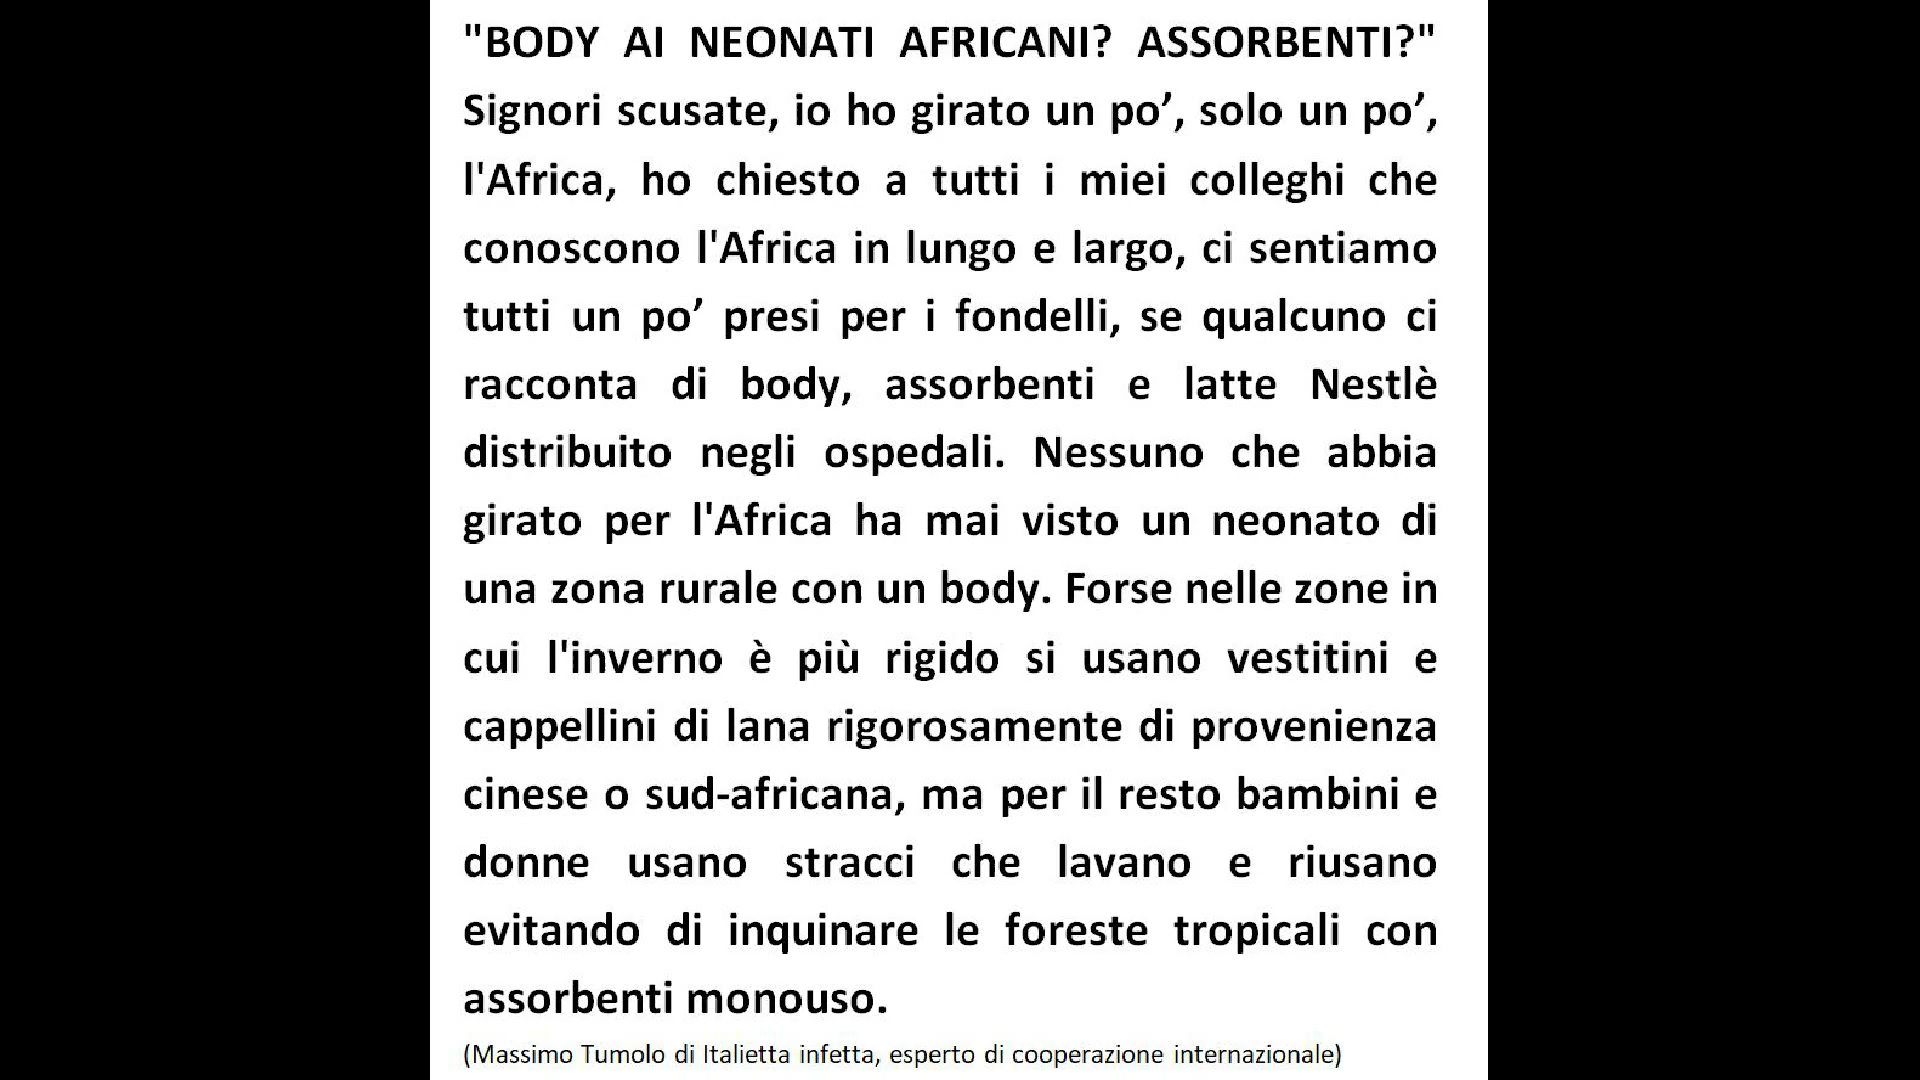 "BODY AI NEONATI AFRICANI? ASSORBENTI?"
Signori scusate, io ho girato un po’, solo un po’,
l'Africa, ho chiesto a tutti i miei colleghi che
conoscono l'Africa in lungo e largo, ci sentiamo
tutti un po’ presi per i fondelli, se qualcuno ci
racconta di body, assorbenti e latte Nestlè
distribuito negli ospedali. Nessuno che abbia
girato per l'Africa ha mai visto un neonato di
una zona rurale con un body. Forse nelle zone in
cui l'inverno è più rigido si usano vestitini e
cappellini di lana rigorosamente di provenienza
cinese o sud-africana, ma per il resto bambini e
donne usano stracci che lavano e riusano
evitando di inquinare le foreste tropicali con
assorbenti monouso.
(Massimo Tumolo di Italietta infetta, esperto di cooperazione internazionale)